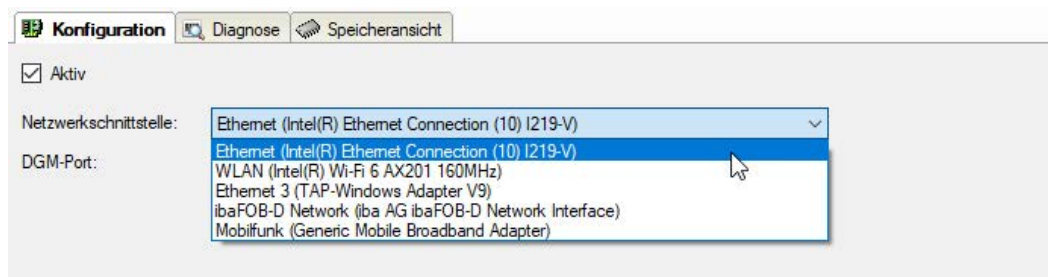 Konfiguration Diagnose Speicheransicht
Aktiv
Netzwerkschnittstelle: Ethernet (Intel(R) Ethernet Connection (10) I219-V)
DGM-Port:
Ethernet (Intel(R) Ethernet Connection (10) I219-V)
WLAN (Intel(R) Wi-Fi 6 AX201 160MHz)
Ethernet 3 (TAP-Windows Adapter V9)
ibaFOB-D Network (iba AG ibaFOB-D Network Interface)
Mobilfunk (Generic Mobile Broadband Adapter)